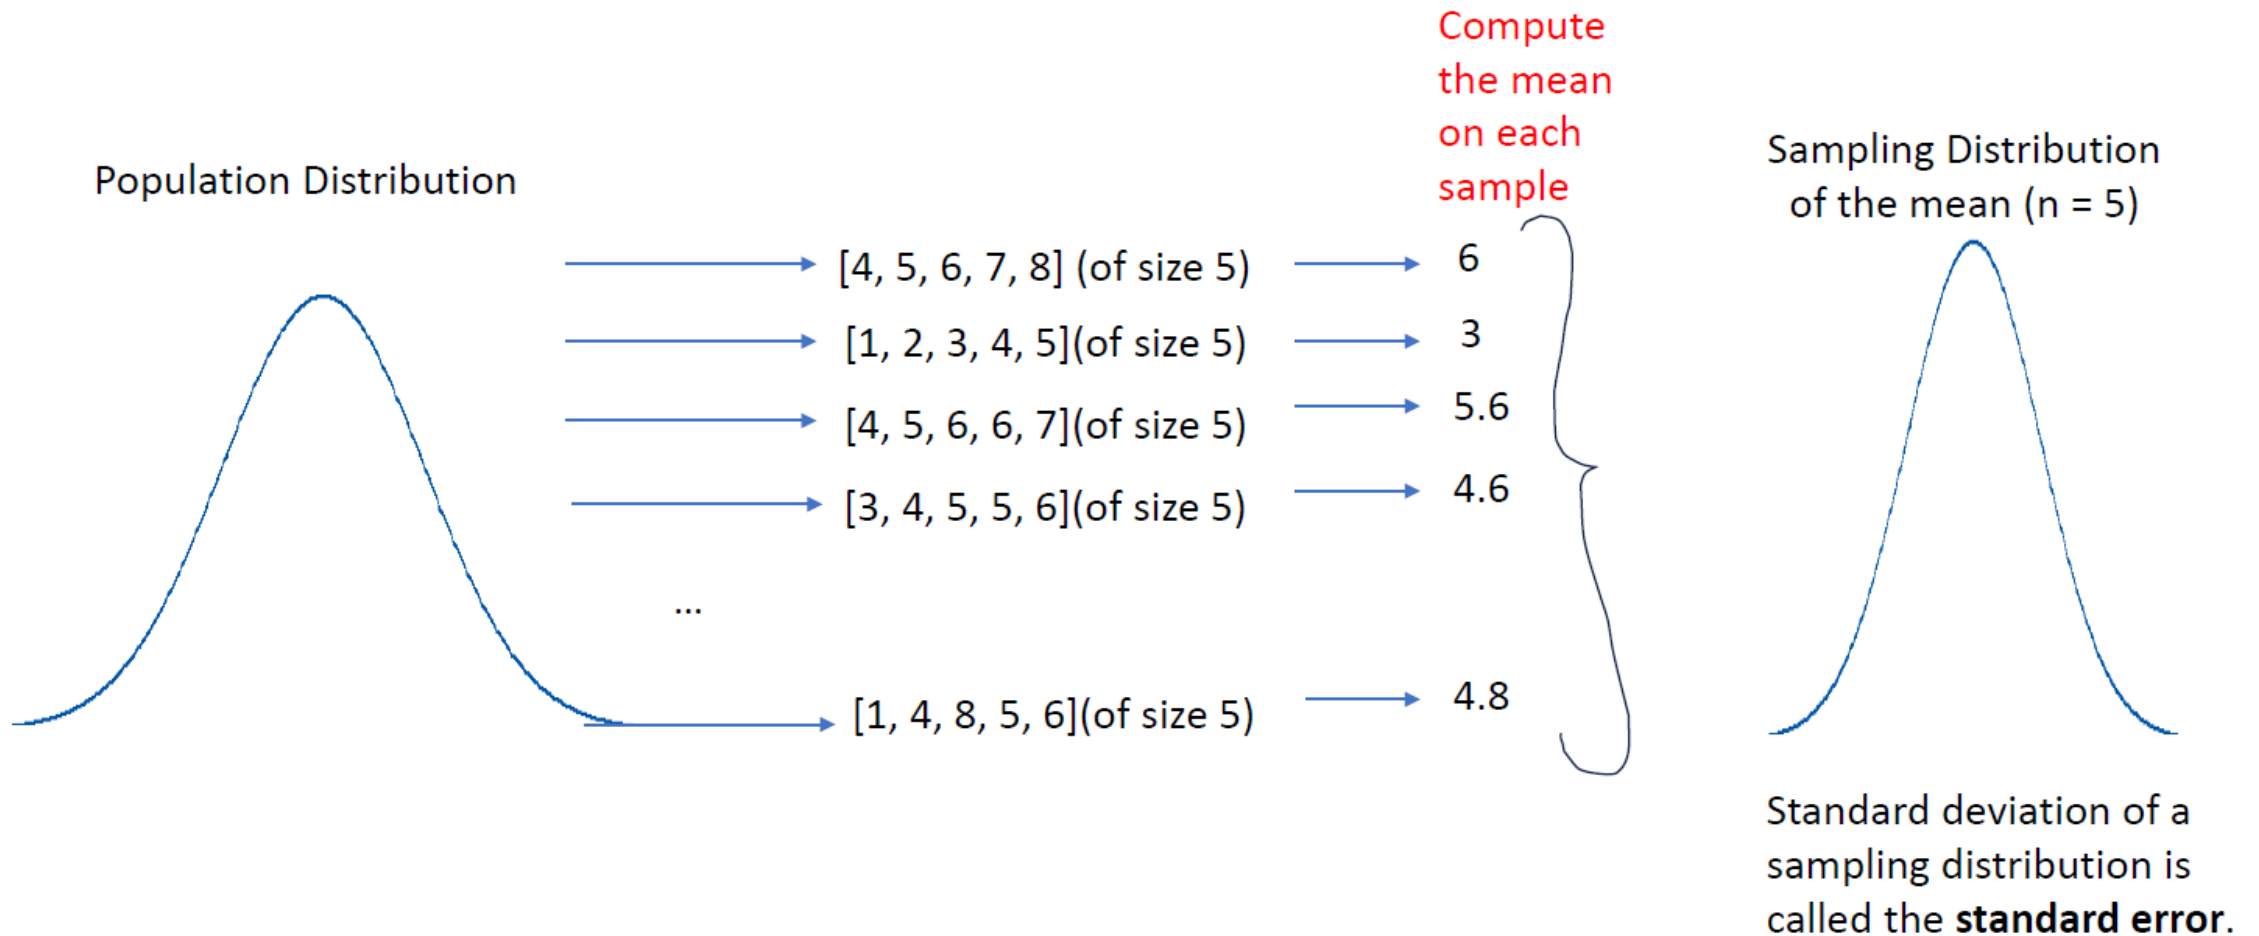 Compute
the mean
on each
sample
Population Distribution
Sampling Distribution
of the mean (n = 5)
[4, 5, 6, 7, 8] (of size 5)
6
[1, 2, 3, 4, 5](of size 5)
3
[4, 5, 6, 6, 7](of size 5)
5.6
[3, 4, 5, 5, 6](of size 5)
4.6
...
[1, 4, 8, 5, 6](of size 5)
4.8
Standard deviation of a
sampling distribution is
called the standard error.